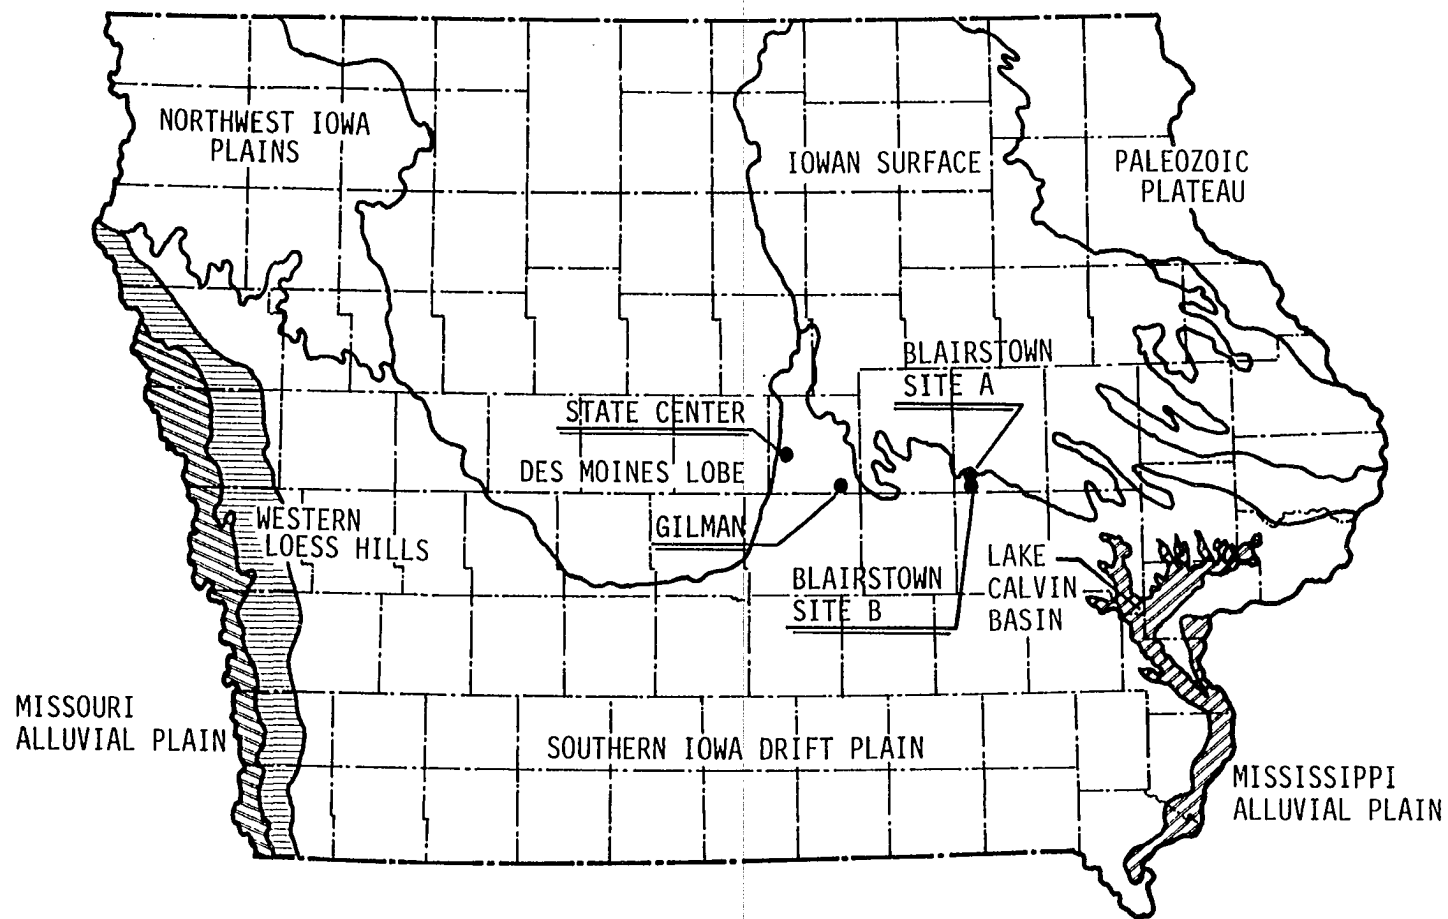 NORTHWEST IOWA
PLAINS
IOWAN SURFACE
PALEOZOIC
PLATEAU
BLAIRSTOWN
SITE A
STATE CENTER
DES MOINES LOBE
GILMAN
WESTERN
LOESS HILLS
BLAIRSTOWN
SITE B
LAKE
CALVIN
BASIN
MISSOURI
ALLUVIAL PLAIN
SOUTHERN IOWA DRIFT PLAIN
MISSISSIPPI
ALLUVIAL PLAIN